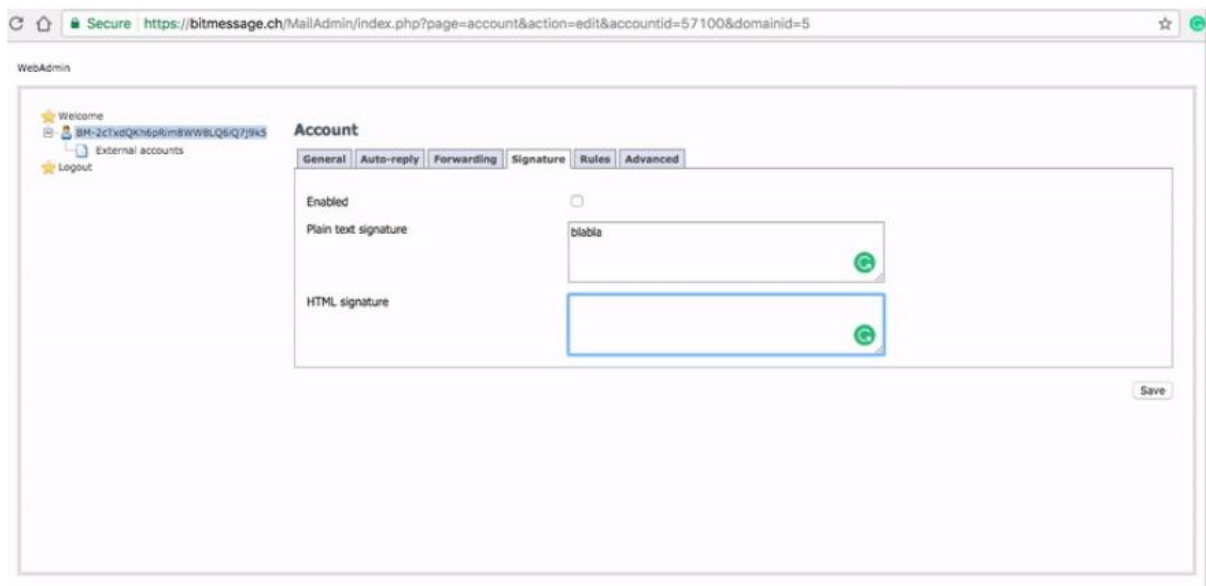 Secure https://bitmessage.ch/MailAdmin/index.php?page=account&action=edit&accountid=57100&domainid=5
WebAdmin
Welcome
External accounts
Logout
Account
General Auto-reply Forwarding Signature Rules Advanced
Enabled
Plain text signature blabla
HTML signature
Save